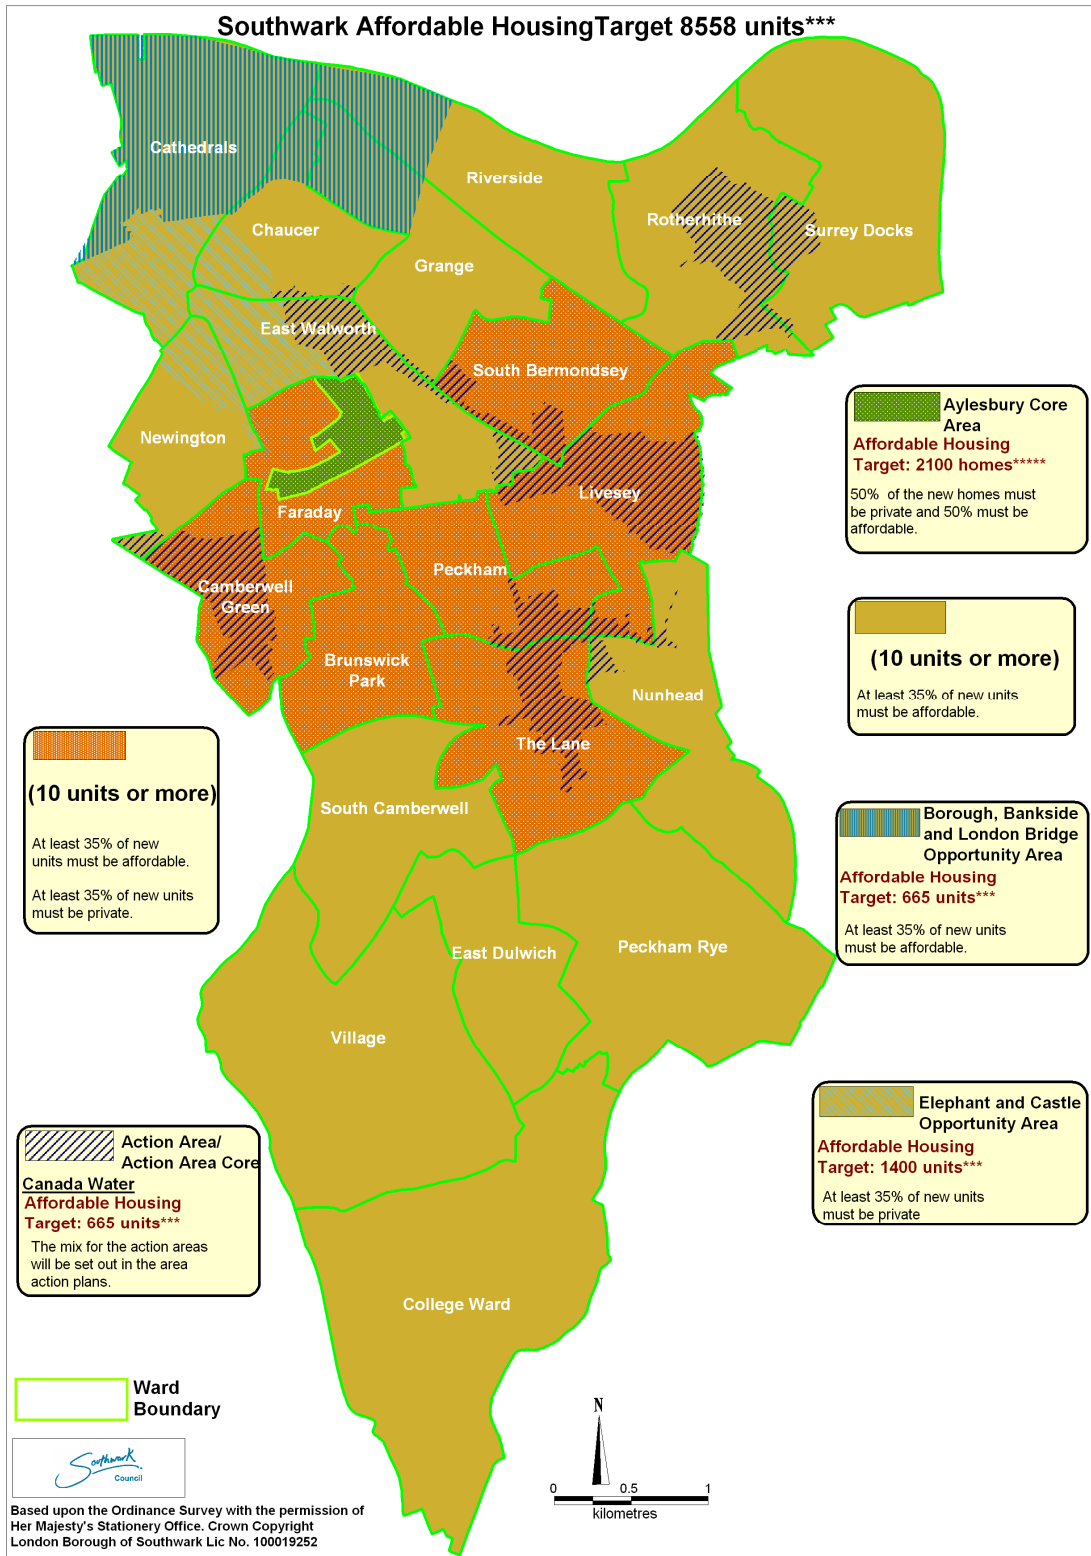 Southwark Affordable HousingTarget 8558 units***
Cathedrals
Riverside
Rotherhithe
Chaucer
Surrey Docks
Grange
East Walworth
South Bermondsey
Newington
Livesey
Faraday
Peckham
Camberwell
Green
Brunswick
Park
Nunhead
The Lane
South Camberwell
East Dulwich
Peckham Rye
Village
College Ward
Aylesbury Core
Area
Affordable Housing
Target: 2100 homes*****
50% of the new homes must
be private and 50% must be
affordable.
(10 units or more)
At least 35% of new units
must be affordable.
(10 units or more)
At least 35% of new
units must be affordable.
At least 35% of new units
must be private.
Borough, Bankside
and London Bridge
Opportunity Area
Affordable Housing
Target: 665 units***
At least 35% of new units
must be affordable.
Elephant and Castle
Opportunity Area
Affordable Housing
Target: 1400 units***
At least 35% of new units
must be private
Action Area/
Action Area Core
Canada Water
Affordable Housing
Target: 665 units***
The mix for the action areas
will be set out in the area
action plans.
Ward
Boundary
Southwark
Council
N
0 0.5 1
kilometres
Based upon the Ordinance Survey with the permission of
Her Majesty's Stationery Office. Crown Copyright
London Borough of Southwark Lic No. 100019252